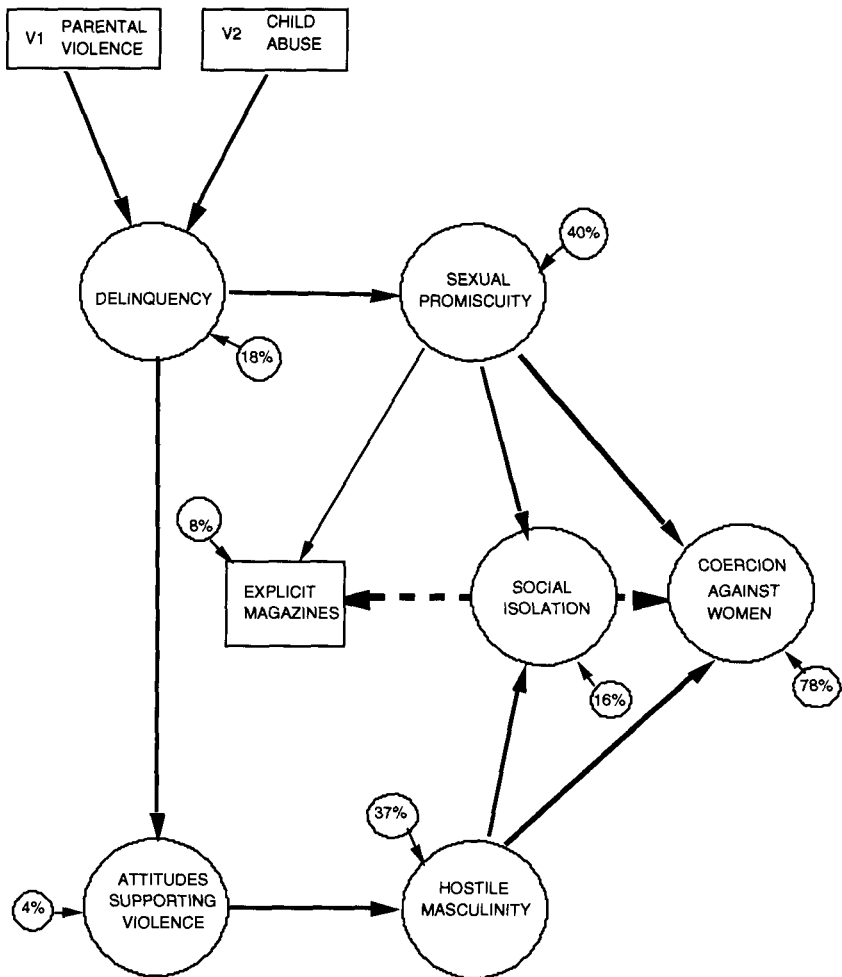 V1 PARENTAL
VIOLENCE
V2 CHILD
ABUSE
40%
SEXUAL
PROMISCUITY
DELINQUENCY
18%
8%
EXPLICIT
MAGAZINES
SOCIAL
ISOLATION
COERCION
AGAINST
WOMEN
16%
78%
37%
ATTITUDES
SUPPORTING
VIOLENCE
4%
HOSTILE
MASCULINITY